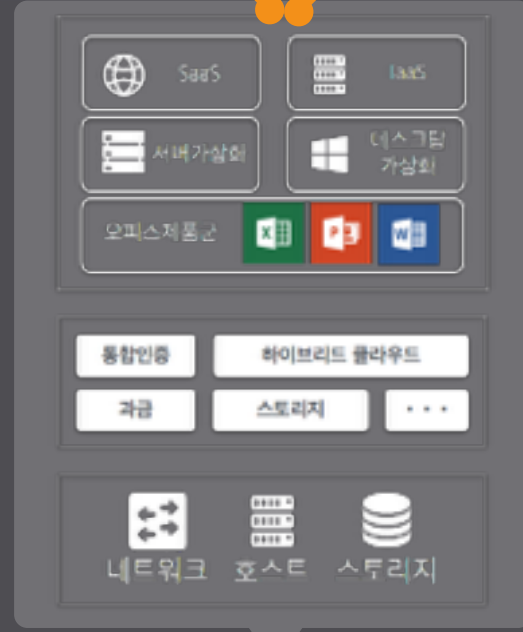 SaaS
IaaS
서버가상화
데스크탑
가상화
오피스제품군
X
P
W
통합인증
하이브리드 클라우드
과금
스토리지
• • •
네트워크
호스트
스토리지